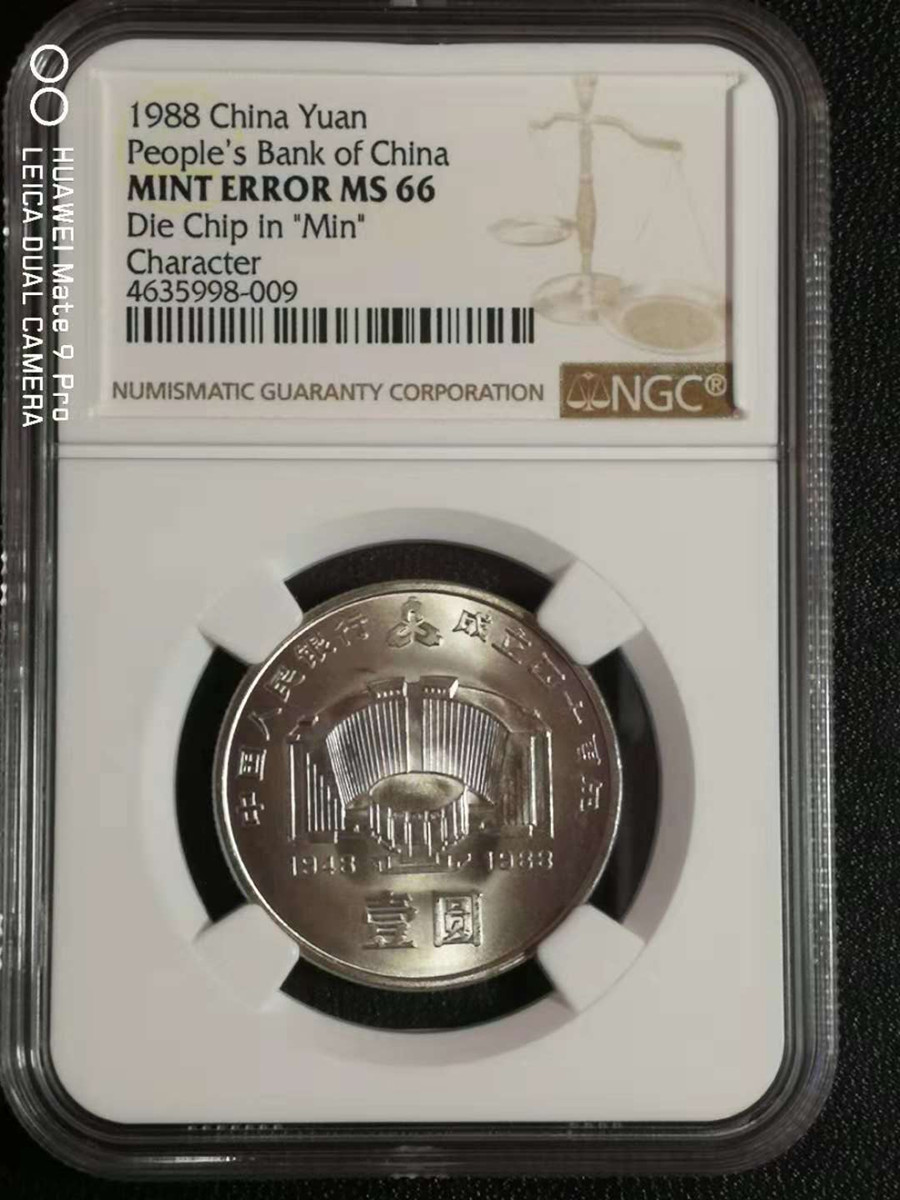 1988 China Yuan
People's Bank of China
MINT ERROR MS 66
Die Chip in "Min"
Character
4635998-009
NUMISMATIC GUARANTY CORPORATION
NGC®
HUAWEI Mate 9 Pro
LEICA DUAL CAMERA
中国人民银行 成立四十周年
1948 1988
壹圆